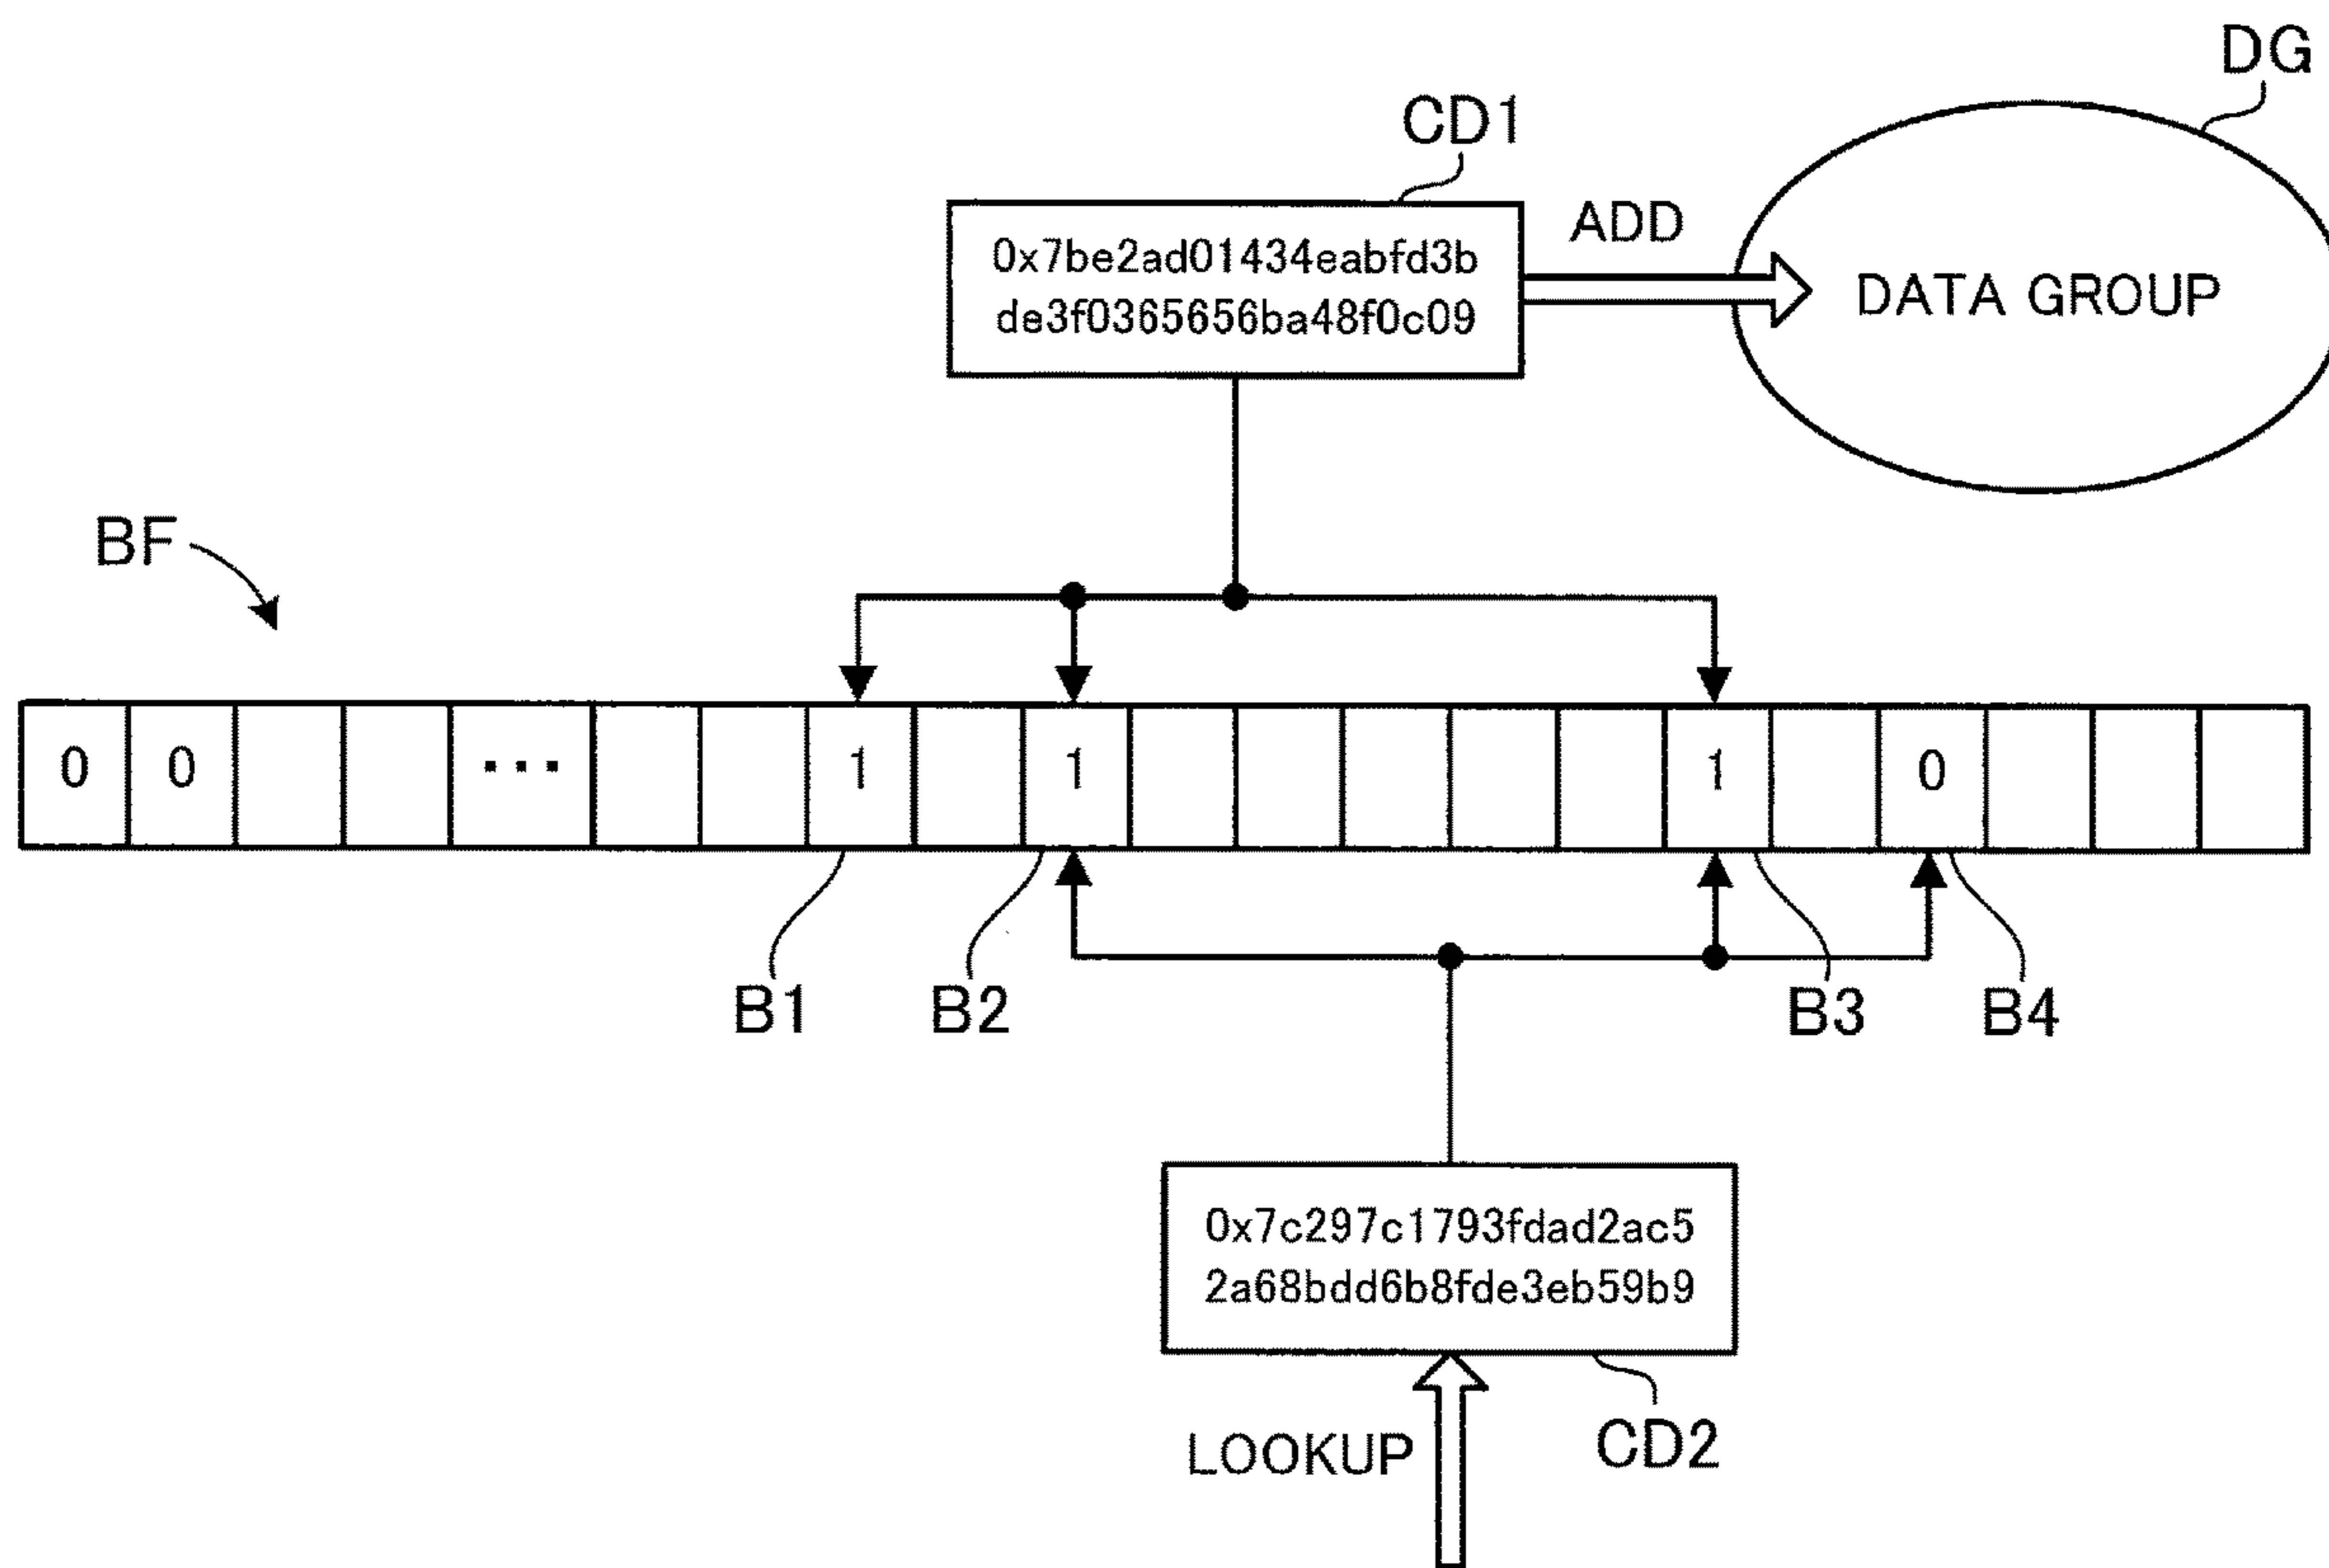 DG
CD1
0x7be2ad01434eabfd3b
de3f0365656ba48f0c09
ADD
DATA GROUP
BF
0 0 ... 1 1 1 0
B1 B2 B3 B4
0x7c297c1793fdad2ac5
2a68bdd6b8fde3eb59b9
LOOKUP
CD2